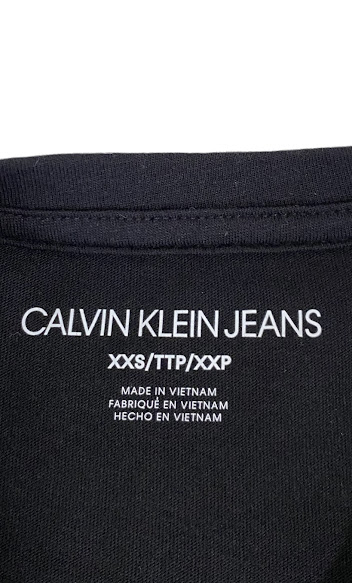 CALVIN KLEIN JEANS
XXS/TTP/XXP
MADE IN VIETNAM
FABRIQUÉ EN VIETNAM
HECHO EN VIETNAM